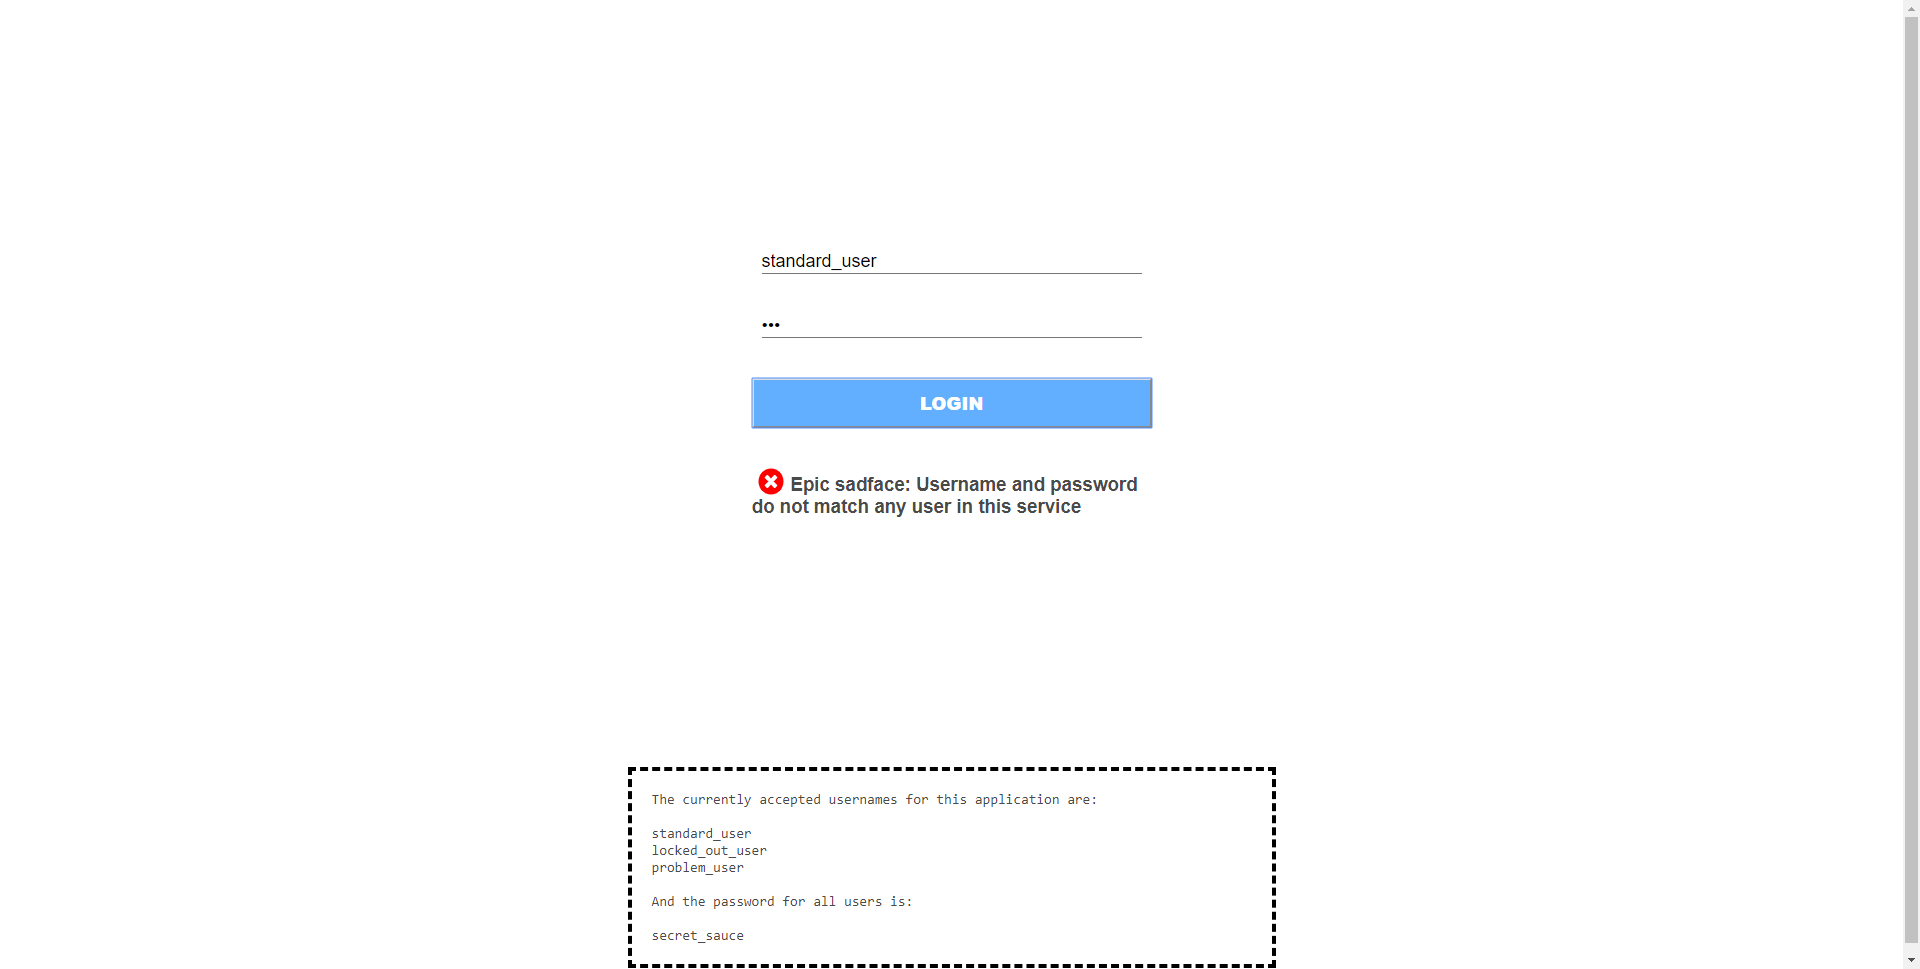 standard_user
•••
LOGIN
Epic sadface: Username and password
do not match any user in this service
The currently accepted usernames for this application are:
standard_user
locked_out_user
problem_user
And the password for all users is:
secret_sauce